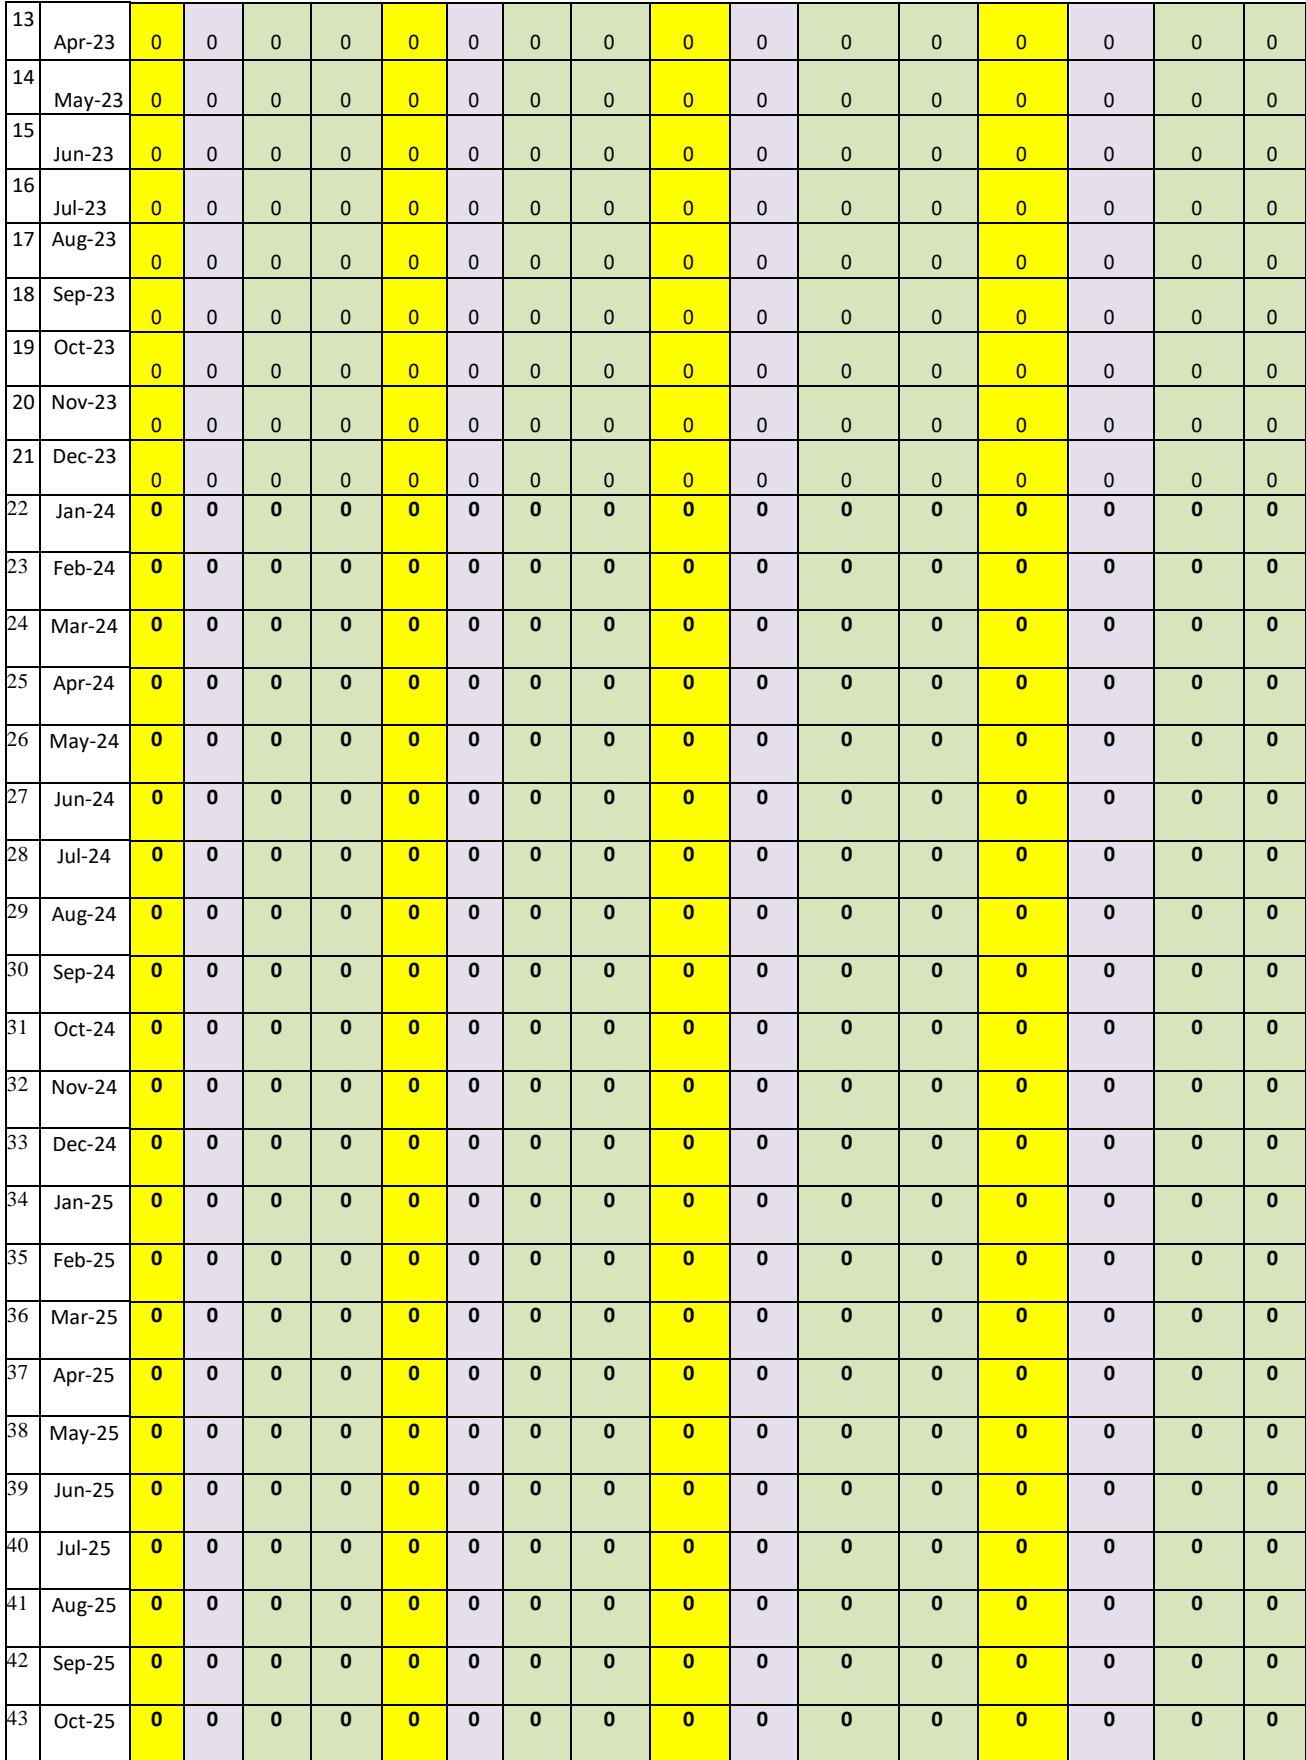 13 Apr-23 0 0 0 0 0 0 0 0 0 0 0 0 0 0 0 0
14 May-23 0 0 0 0 0 0 0 0 0 0 0 0 0 0 0 0
15 Jun-23 0 0 0 0 0 0 0 0 0 0 0 0 0 0 0 0
16 Jul-23 0 0 0 0 0 0 0 0 0 0 0 0 0 0 0 0
17 Aug-23 0 0 0 0 0 0 0 0 0 0 0 0 0 0 0 0
18 Sep-23 0 0 0 0 0 0 0 0 0 0 0 0 0 0 0 0
19 Oct-23 0 0 0 0 0 0 0 0 0 0 0 0 0 0 0 0
20 Nov-23 0 0 0 0 0 0 0 0 0 0 0 0 0 0 0 0
21 Dec-23 0 0 0 0 0 0 0 0 0 0 0 0 0 0 0 0
22 Jan-24 0 0 0 0 0 0 0 0 0 0 0 0 0 0 0 0
23 Feb-24 0 0 0 0 0 0 0 0 0 0 0 0 0 0 0 0
24 Mar-24 0 0 0 0 0 0 0 0 0 0 0 0 0 0 0 0
25 Apr-24 0 0 0 0 0 0 0 0 0 0 0 0 0 0 0 0
26 May-24 0 0 0 0 0 0 0 0 0 0 0 0 0 0 0 0
27 Jun-24 0 0 0 0 0 0 0 0 0 0 0 0 0 0 0 0
28 Jul-24 0 0 0 0 0 0 0 0 0 0 0 0 0 0 0 0
29 Aug-24 0 0 0 0 0 0 0 0 0 0 0 0 0 0 0 0
30 Sep-24 0 0 0 0 0 0 0 0 0 0 0 0 0 0 0 0
31 Oct-24 0 0 0 0 0 0 0 0 0 0 0 0 0 0 0 0
32 Nov-24 0 0 0 0 0 0 0 0 0 0 0 0 0 0 0 0
33 Dec-24 0 0 0 0 0 0 0 0 0 0 0 0 0 0 0 0
34 Jan-25 0 0 0 0 0 0 0 0 0 0 0 0 0 0 0 0
35 Feb-25 0 0 0 0 0 0 0 0 0 0 0 0 0 0 0 0
36 Mar-25 0 0 0 0 0 0 0 0 0 0 0 0 0 0 0 0
37 Apr-25 0 0 0 0 0 0 0 0 0 0 0 0 0 0 0 0
38 May-25 0 0 0 0 0 0 0 0 0 0 0 0 0 0 0 0
39 Jun-25 0 0 0 0 0 0 0 0 0 0 0 0 0 0 0 0
40 Jul-25 0 0 0 0 0 0 0 0 0 0 0 0 0 0 0 0
41 Aug-25 0 0 0 0 0 0 0 0 0 0 0 0 0 0 0 0
42 Sep-25 0 0 0 0 0 0 0 0 0 0 0 0 0 0 0 0
43 Oct-25 0 0 0 0 0 0 0 0 0 0 0 0 0 0 0 0